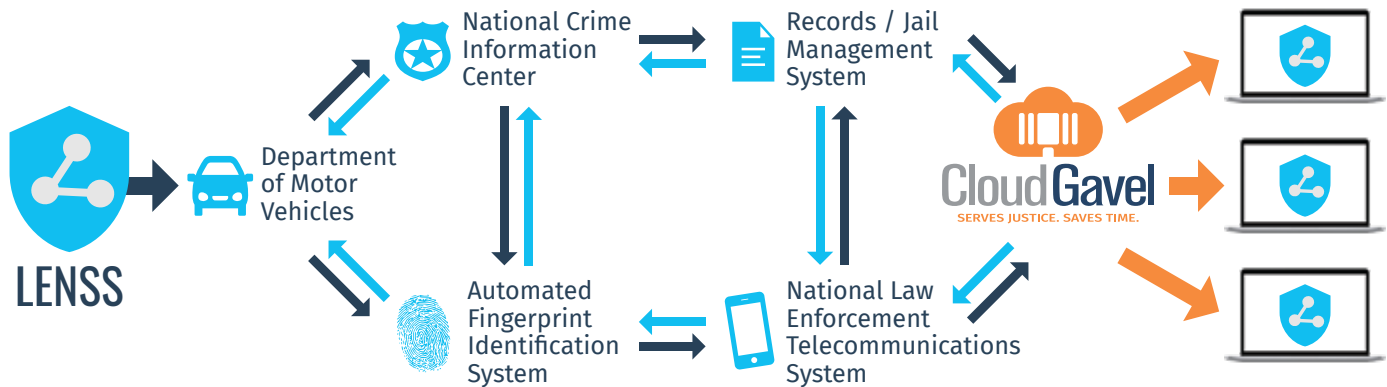 LENSS
Department
of Motor
Vehicles
National Crime
Information
Center
Automated
Fingerprint
Identification
System
Records / Jail
Management
System
National Law
Enforcement
Telecommunications
System
CloudGavel
SERVES JUSTICE. SAVES TIME.